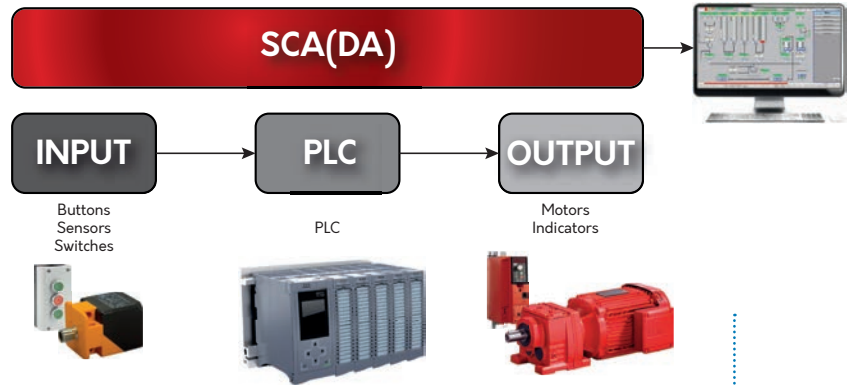 SCA(DA)
INPUT
PLC
OUTPUT
Buttons
Sensors
Switches
PLC
Motors
Indicators